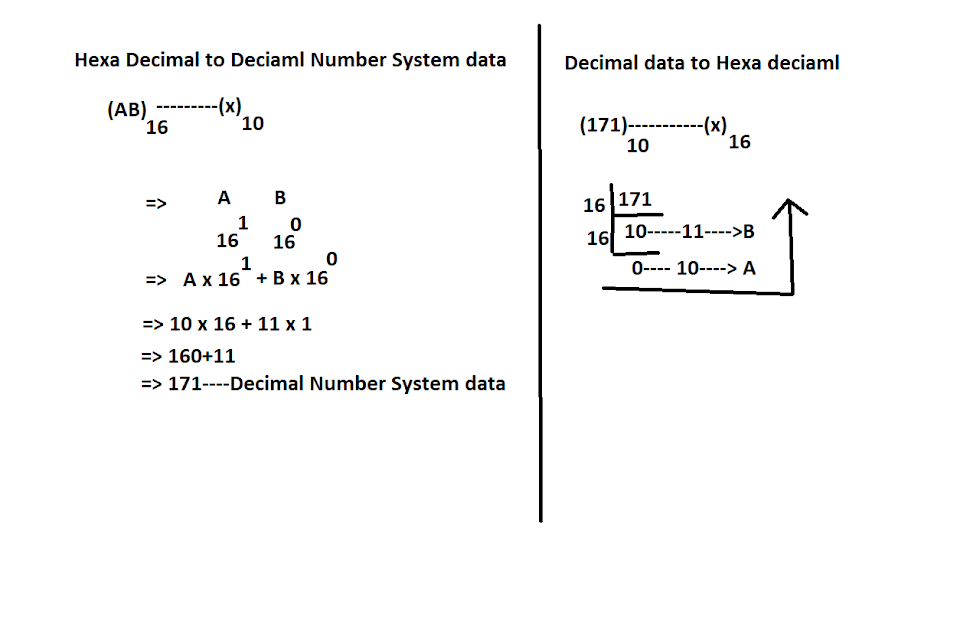 Hexa Decimal to Deciaml Number System data
(AB) ---------(x)
16 10
=> A B
1 0
16 16
1 0
=> A x 16 + B x 16
=> 10 x 16 + 11 x 1
=> 160+11
=> 171----Decimal Number System data
Decimal data to Hexa deciaml
(171)-----------(x)
10 16
16 171
16 10-----11---->B
0---- 10----> A